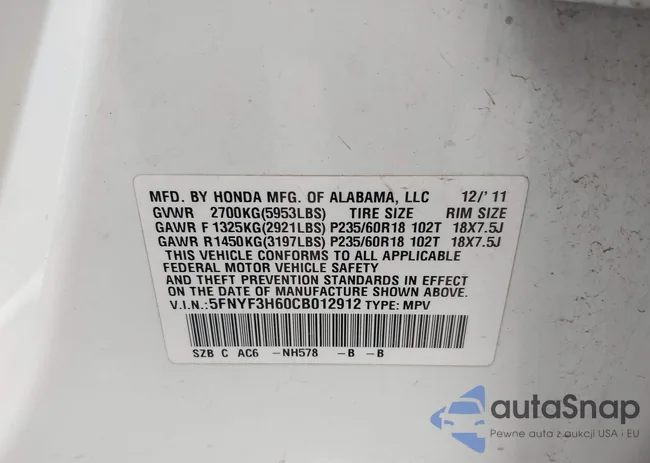 MFD. BY HONDA MFG. OF ALABAMA, LLC 12/'11
GVWR 2700KG(5953LBS) TIRE SIZE RIM SIZE
GAWR F 1325KG(2921LBS) P235/60R18 102T 18X7.5J
GAWR R 1450KG(3197LBS) P235/60R18 102T 18X7.5J
THIS VEHICLE CONFORMS TO ALL APPLICABLE
FEDERAL MOTOR VEHICLE SAFETY
AND THEFT PREVENTION STANDARDS IN EFFECT
ON THE DATE OF MANUFACTURE SHOWN ABOVE.
V.I.N.: 5FNYF3H60CB012912 TYPE: MPV
SZB C AC6 -NH578 -B -B
autoSnap
Pewne auta z aukcji USA i EU